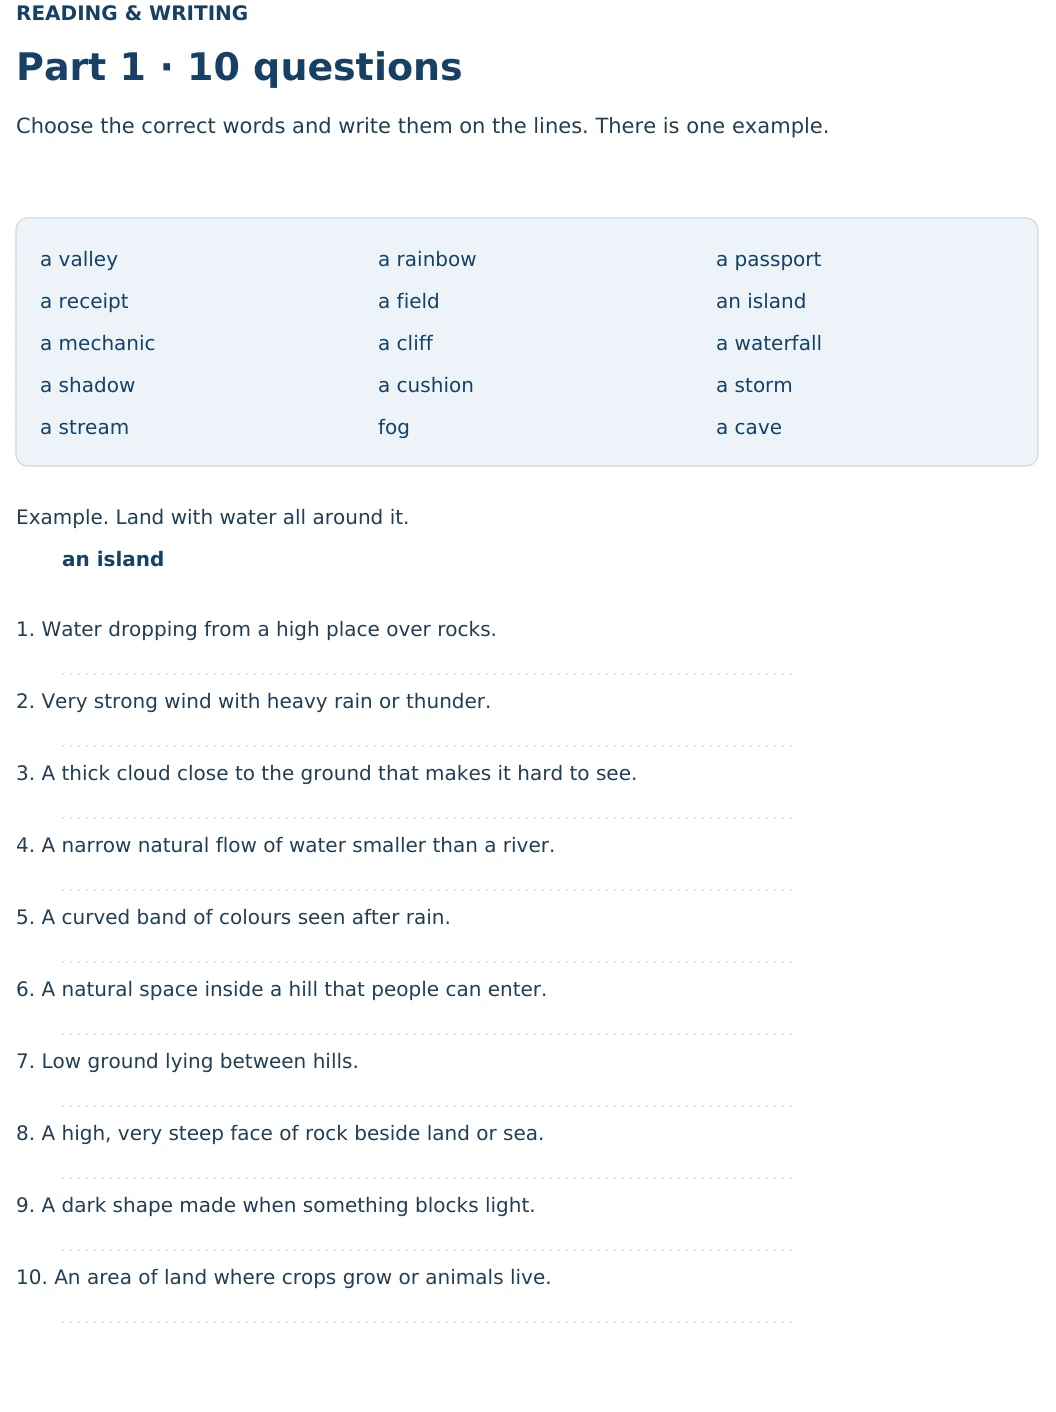 READING & WRITING
Part 1 · 10 questions
Choose the correct words and write them on the lines. There is one example.
a valley a rainbow a passport
a receipt a field an island
a mechanic a cliff a waterfall
a shadow a cushion a storm
a stream fog a cave
Example. Land with water all around it.
an island
1. Water dropping from a high place over rocks.
2. Very strong wind with heavy rain or thunder.
3. A thick cloud close to the ground that makes it hard to see.
4. A narrow natural flow of water smaller than a river.
5. A curved band of colours seen after rain.
6. A natural space inside a hill that people can enter.
7. Low ground lying between hills.
8. A high, very steep face of rock beside land or sea.
9. A dark shape made when something blocks light.
10. An area of land where crops grow or animals live.